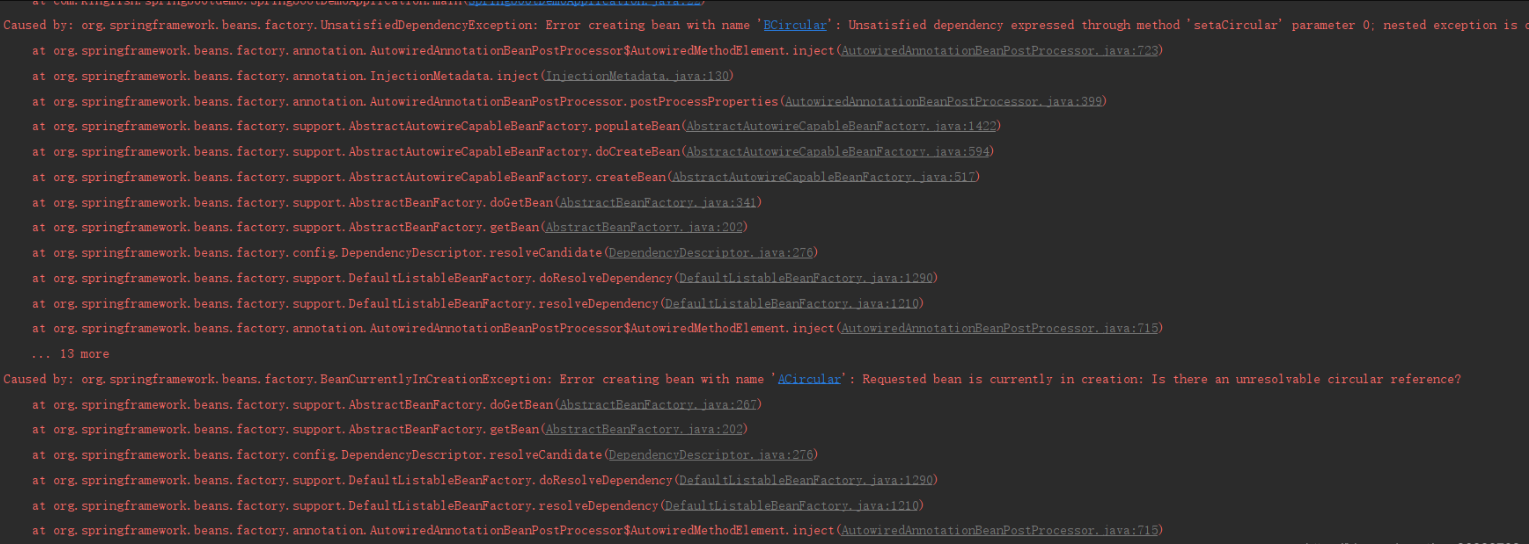 at com.kingfish.springbootdemo.SpringbootDemoApplication.main(SpringbootDemoApplication.java:22)
Caused by: org.springframework.beans.factory.UnsatisfiedDependencyException: Error creating bean with name 'BCircular': Unsatisfied dependency expressed through method 'setaCircular' parameter 0; nested exception is
at org.springframework.beans.factory.annotation.AutowiredAnnotationBeanPostProcessor$AutowiredMethodElement.inject(AutowiredAnnotationBeanPostProcessor.java:723)
at org.springframework.beans.factory.annotation.InjectionMetadata.inject(InjectionMetadata.java:130)
at org.springframework.beans.factory.annotation.AutowiredAnnotationBeanPostProcessor.postProcessProperties(AutowiredAnnotationBeanPostProcessor.java:399)
at org.springframework.beans.factory.support.AbstractAutowireCapableBeanFactory.populateBean(AbstractAutowireCapableBeanFactory.java:1422)
at org.springframework.beans.factory.support.AbstractAutowireCapableBeanFactory.doCreateBean(AbstractAutowireCapableBeanFactory.java:594)
at org.springframework.beans.factory.support.AbstractAutowireCapableBeanFactory.createBean(AbstractAutowireCapableBeanFactory.java:517)
at org.springframework.beans.factory.support.AbstractBeanFactory.doGetBean(AbstractBeanFactory.java:341)
at org.springframework.beans.factory.support.AbstractBeanFactory.getBean(AbstractBeanFactory.java:202)
at org.springframework.beans.factory.config.DependencyDescriptor.resolveCandidate(DependencyDescriptor.java:276)
at org.springframework.beans.factory.support.DefaultListableBeanFactory.doResolveDependency(DefaultListableBeanFactory.java:1290)
at org.springframework.beans.factory.support.DefaultListableBeanFactory.resolveDependency(DefaultListableBeanFactory.java:1210)
at org.springframework.beans.factory.annotation.AutowiredAnnotationBeanPostProcessor$AutowiredMethodElement.inject(AutowiredAnnotationBeanPostProcessor.java:715)
... 13 more
Caused by: org.springframework.beans.factory.BeanCurrentlyInCreationException: Error creating bean with name 'ACircular': Requested bean is currently in creation: Is there an unresolvable circular reference?
at org.springframework.beans.factory.support.AbstractBeanFactory.doGetBean(AbstractBeanFactory.java:267)
at org.springframework.beans.factory.support.AbstractBeanFactory.getBean(AbstractBeanFactory.java:202)
at org.springframework.beans.factory.config.DependencyDescriptor.resolveCandidate(DependencyDescriptor.java:276)
at org.springframework.beans.factory.support.DefaultListableBeanFactory.doResolveDependency(DefaultListableBeanFactory.java:1290)
at org.springframework.beans.factory.support.DefaultListableBeanFactory.resolveDependency(DefaultListableBeanFactory.java:1210)
at org.springframework.beans.factory.annotation.AutowiredAnnotationBeanPostProcessor$AutowiredMethodElement.inject(AutowiredAnnotationBeanPostProcessor.java:715)